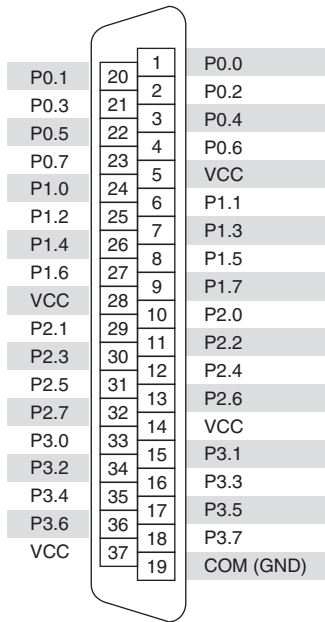 1 P0.0
P0.1 20
2 P0.2
P0.3 21
3 P0.4
P0.5 22
4 P0.6
P0.7 23
5 VCC
P1.0 24
6 P1.1
P1.2 25
7 P1.3
P1.4 26
8 P1.5
P1.6 27
9 P1.7
VCC 28
10 P2.0
P2.1 29
11 P2.2
P2.3 30
12 P2.4
P2.5 31
13 P2.6
P2.7 32
14 VCC
P3.0 33
15 P3.1
P3.2 34
16 P3.3
P3.4 35
17 P3.5
P3.6 36
18 P3.7
VCC 37
19 COM (GND)